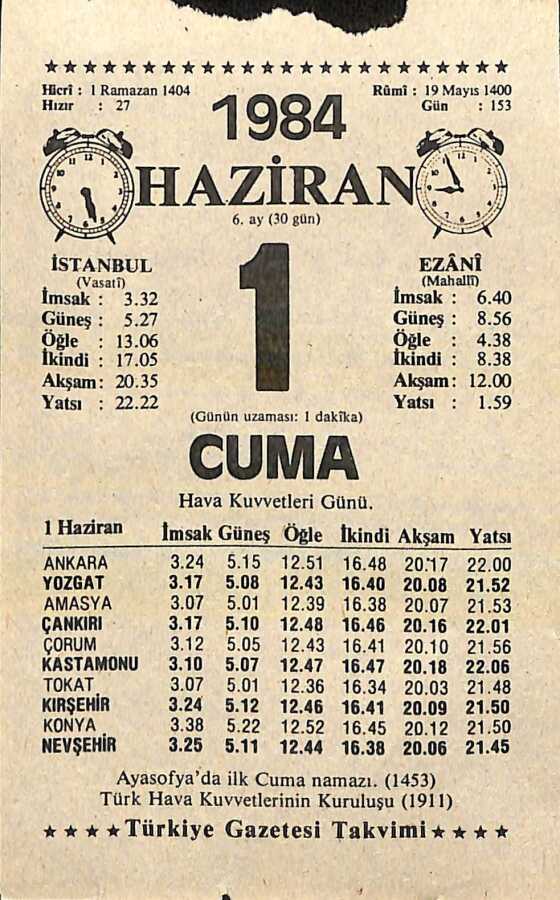 Hicrî : 1 Ramazan 1404
Hızır : 27
Rûmî : 19 Mayıs 1400
Gün : 153
1984
HAZİRAN
6. ay (30 gün)
1
İSTANBUL
(Vasatî)
İmsak : 3.32
Güneş : 5.27
Öğle : 13.06
İkindi : 17.05
Akşam : 20.35
Yatsı : 22.22
EZÂNÎ
(Mahallî)
İmsak : 6.40
Güneş : 8.56
Öğle : 4.38
İkindi : 8.38
Akşam : 12.00
Yatsı : 1.59
(Günün uzaması: 1 dakîka)
CUMA
Hava Kuvvetleri Günü.
1 Haziran İmsak Güneş Öğle İkindi Akşam Yatsı
ANKARA 3.24 5.15 12.51 16.48 20.17 22.00
YOZGAT 3.17 5.08 12.43 16.40 20.08 21.52
AMASYA 3.07 5.01 12.39 16.38 20.07 21.53
ÇANKIRI 3.17 5.10 12.48 16.46 20.16 22.01
ÇORUM 3.12 5.05 12.43 16.41 20.10 21.56
KASTAMONU 3.10 5.07 12.47 16.47 20.18 22.06
TOKAT 3.07 5.01 12.36 16.34 20.03 21.48
KIRŞEHİR 3.24 5.12 12.46 16.41 20.09 21.50
KONYA 3.38 5.22 12.52 16.45 20.12 21.50
NEVŞEHİR 3.25 5.11 12.44 16.38 20.06 21.45
Ayasofya'da ilk Cuma namazı. (1453)
Türk Hava Kuvvetlerinin Kuruluşu (1911)
Türkiye Gazetesi Takvimi